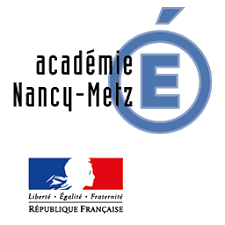 académie
Nancy-Metz
É
Liberté • Égalité • Fraternité
RÉPUBLIQUE FRANÇAISE